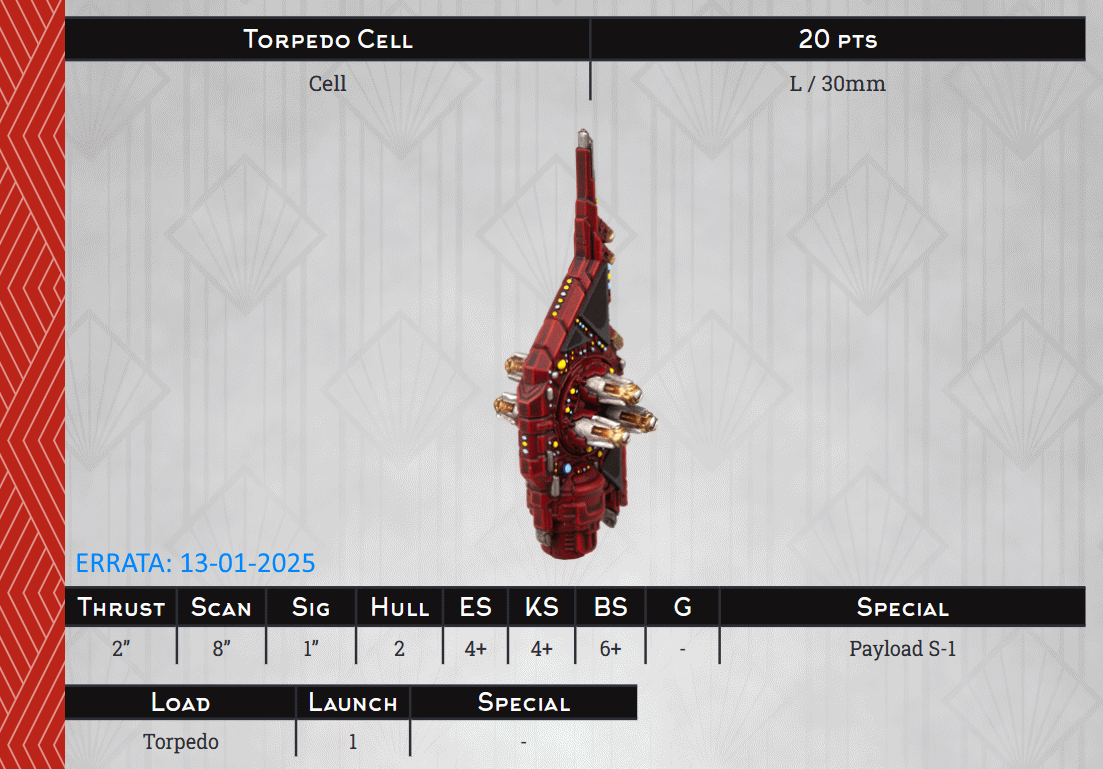 Torpedo Cell 20 pts
Cell L / 30mm
ERRATA: 13-01-2025
Thrust Scan Sig Hull ES KS BS G Special
2” 8” 1” 2 4+ 4+ 6+ - Payload S-1
Load Launch Special
Torpedo 1 -